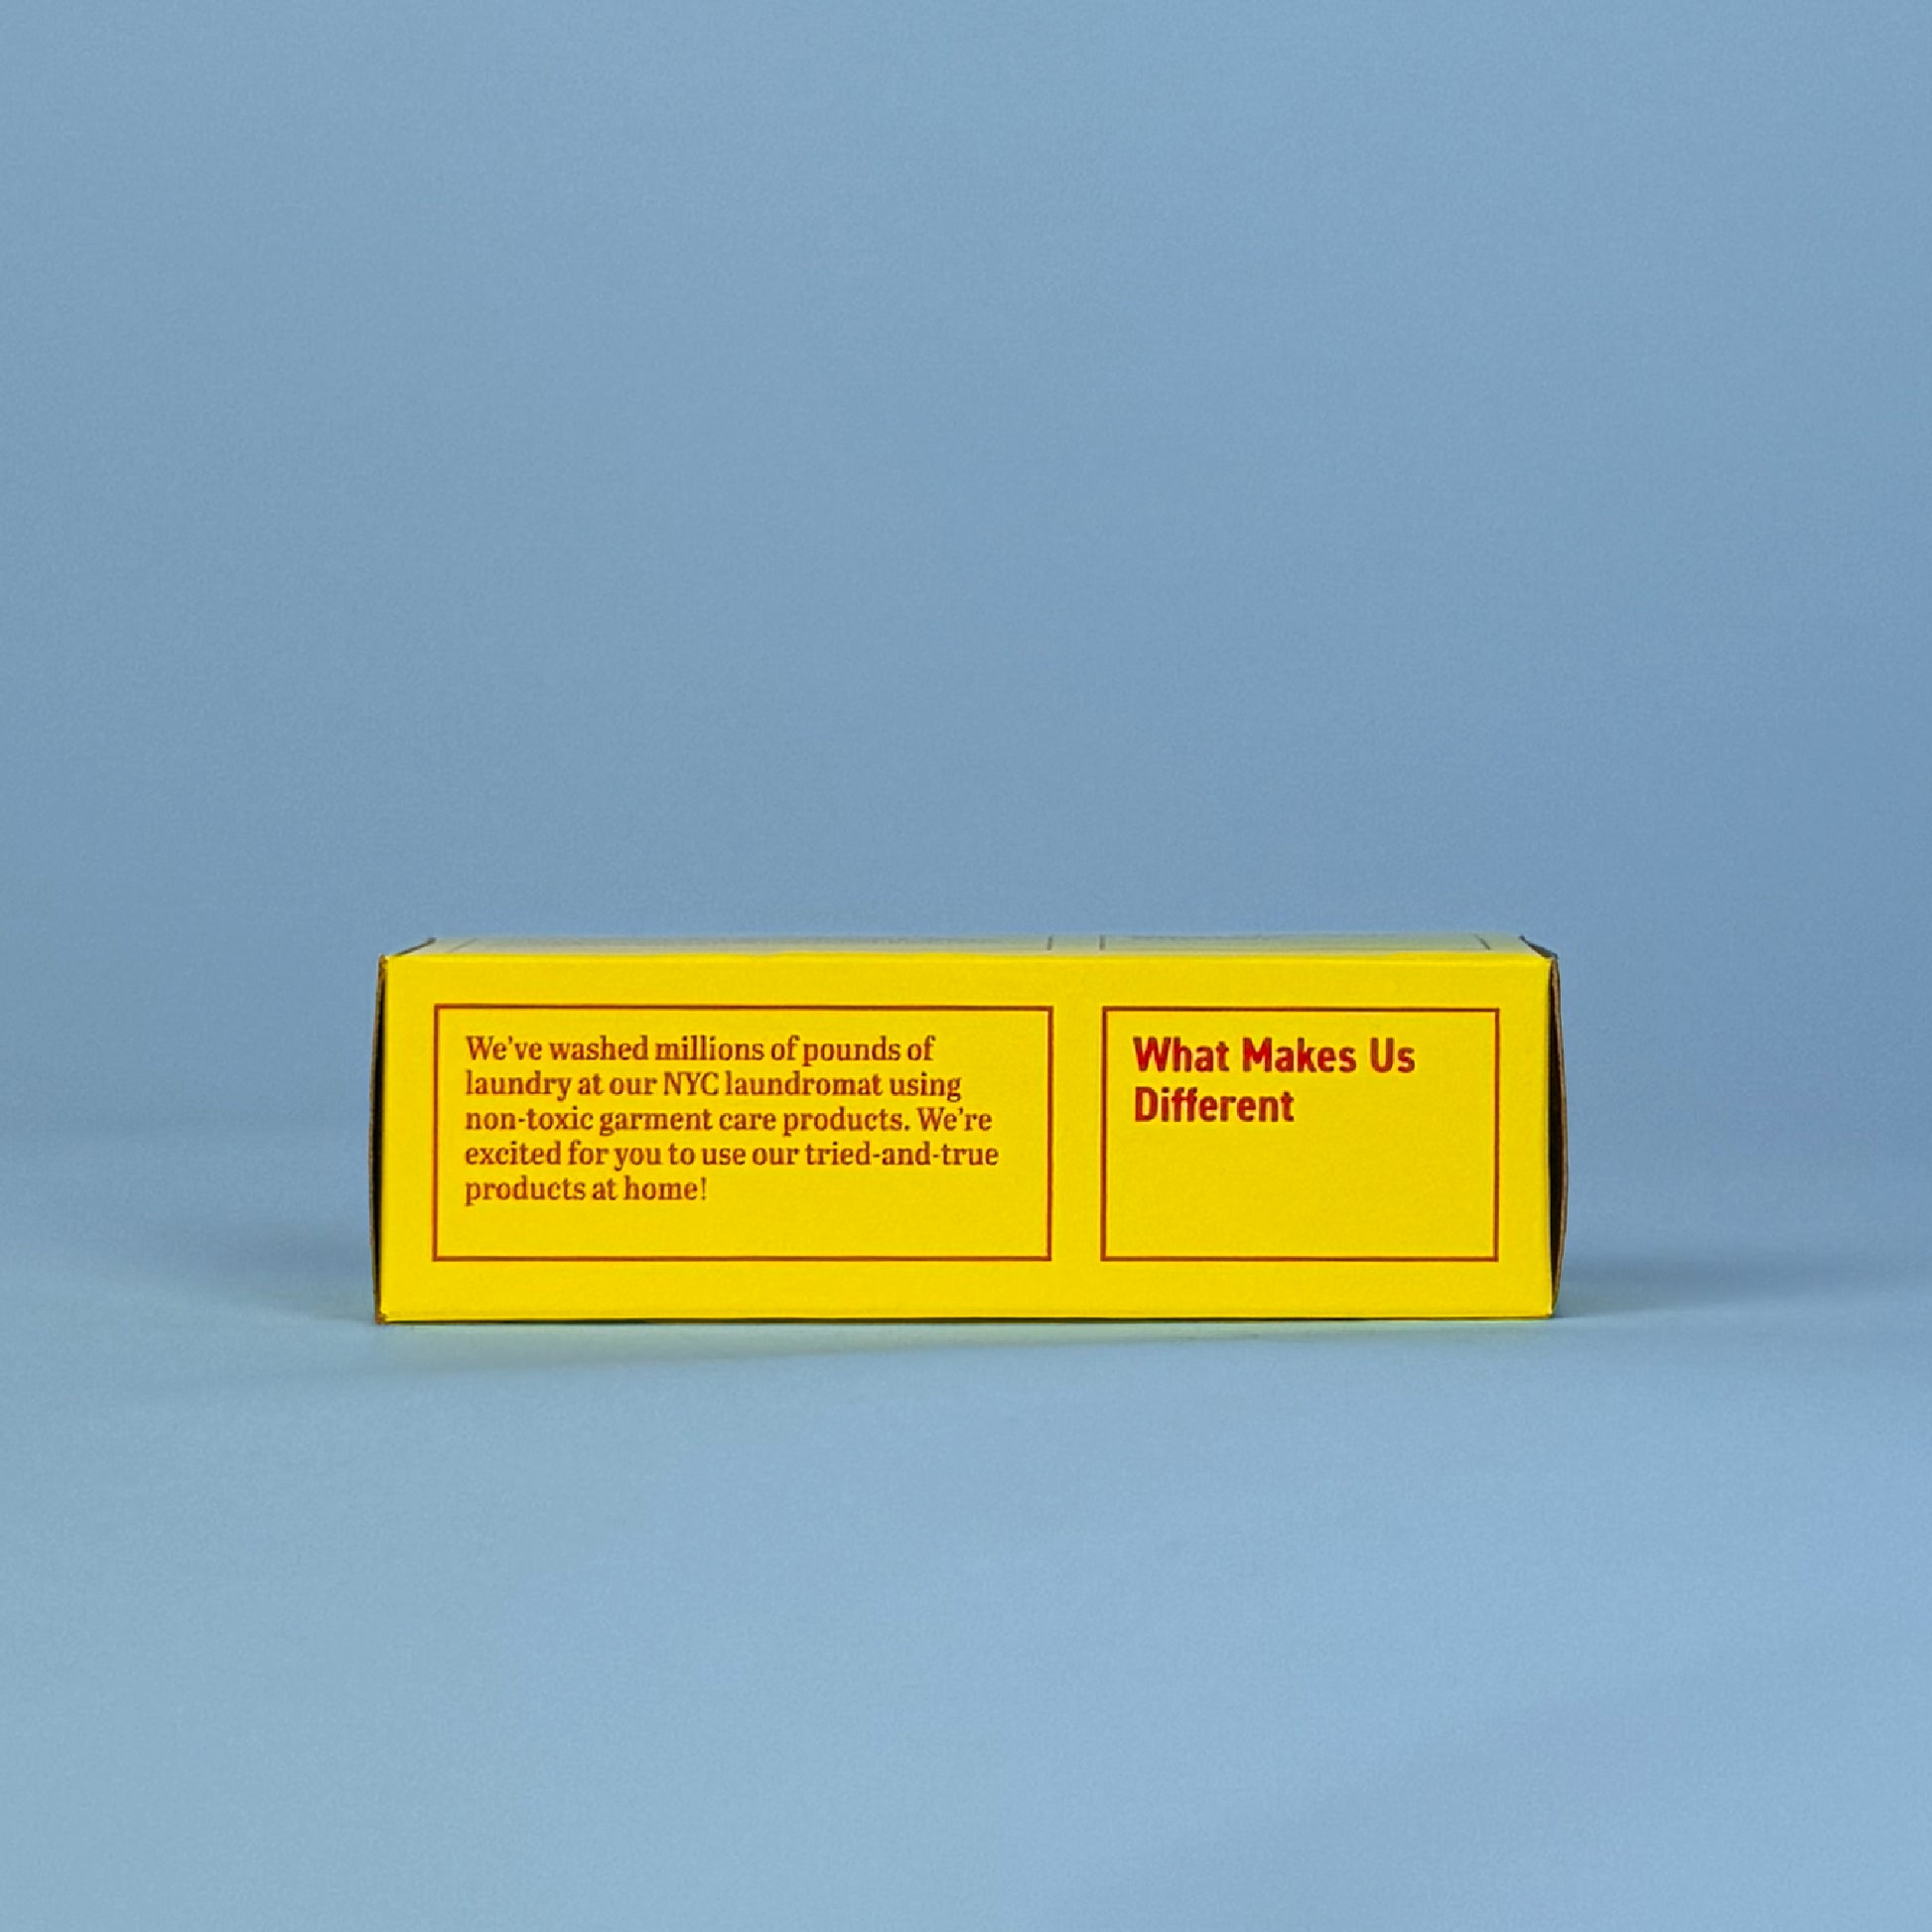 We've washed millions of pounds of
laundry at our NYC laundromat using
non-toxic garment care products. We're
excited for you to use our tried-and-true
products at home!
What Makes Us
Different